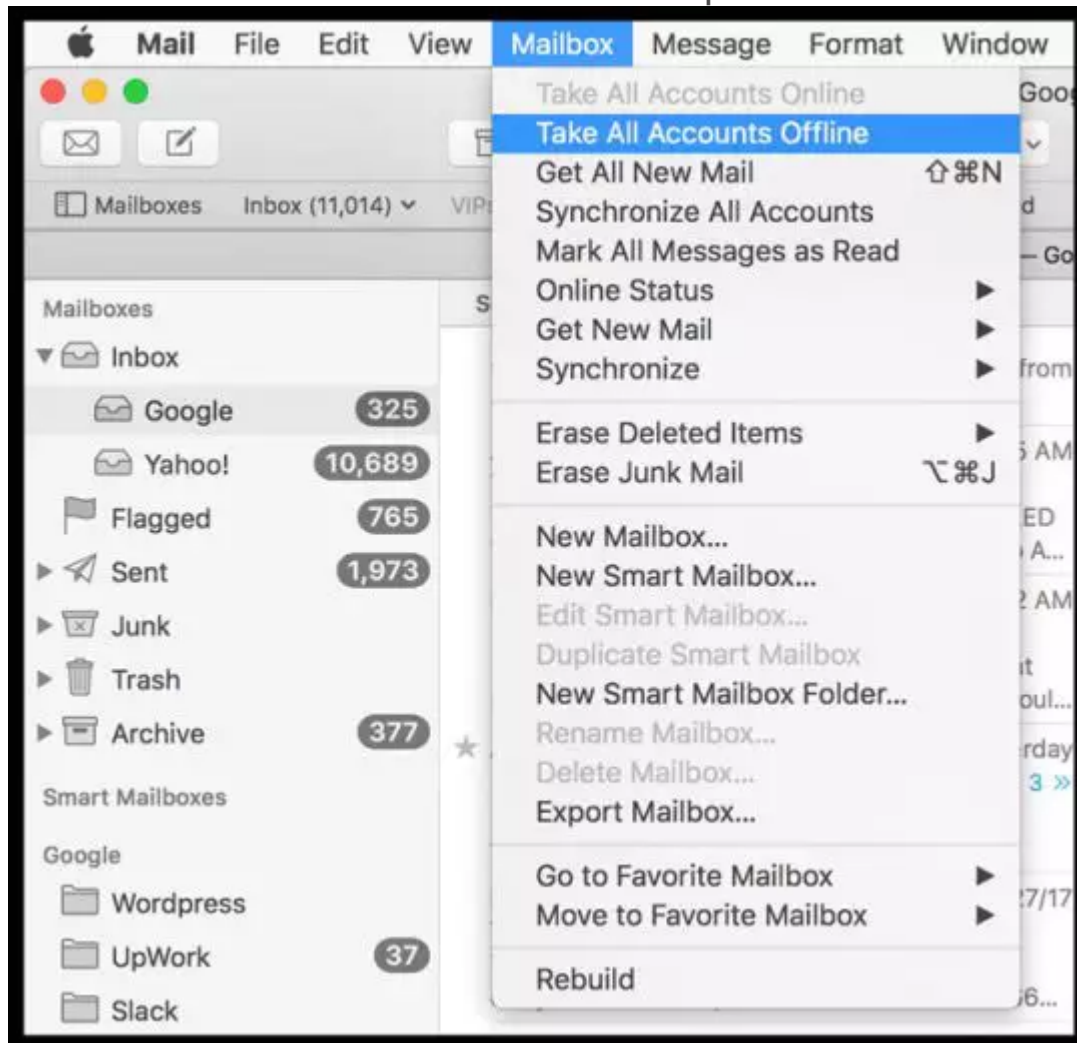 Mail File Edit View Mailbox Message Format Window
Take All Accounts Online
Take All Accounts Offline
Get All New Mail ⇧⌘N
Synchronize All Accounts
Mark All Messages as Read
Online Status ▶
Get New Mail ▶
Synchronize ▶
Erase Deleted Items ▶
Erase Junk Mail ⌥⌘J
New Mailbox...
New Smart Mailbox...
Edit Smart Mailbox...
Duplicate Smart Mailbox
New Smart Mailbox Folder...
Rename Mailbox...
Delete Mailbox...
Export Mailbox...
Go to Favorite Mailbox ▶
Move to Favorite Mailbox ▶
Rebuild
Mailboxes Inbox (11,014)
Mailboxes
Inbox
Google 325
Yahoo! 10,689
Flagged 765
Sent 1,973
Junk
Trash
Archive 377
Smart Mailboxes
Google
Wordpress
UpWork 37
Slack
from
AM
A...
AM
3 »